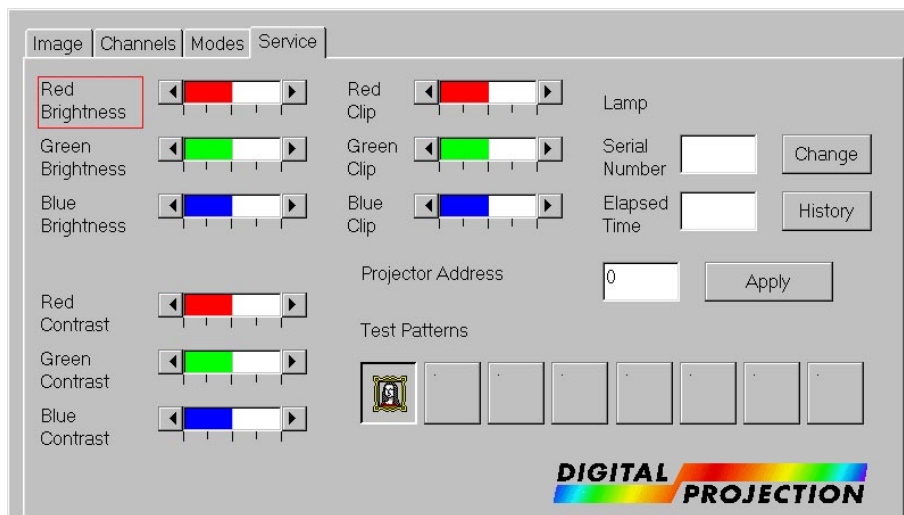 Image Channels Modes Service
Red
Brightness
Green
Brightness
Blue
Brightness
Red
Contrast
Green
Contrast
Blue
Contrast
Red
Clip
Green
Clip
Blue
Clip
Lamp
Serial
Number
Change
Elapsed
Time
History
Projector Address
0
Apply
Test Patterns
DIGITAL
PROJECTION